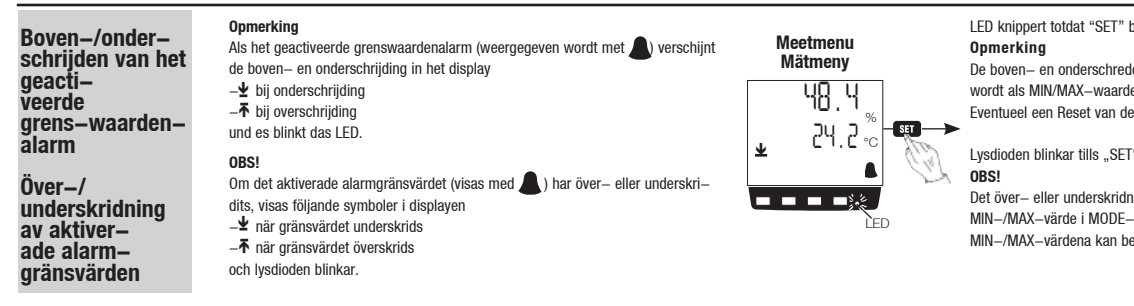 Boven–/onder–
schrijden van het
geacti–
veerde
grens–waarden–
alarm
Över–/
underskridning
av aktiver–
ade alarm–
gränsvärden
Opmerking
Als het geactiveerde grenswaardenalarm (weergegeven wordt met ) verschijnt
de boven– en onderschrijding in het display
– bij onderschrijding
– bij overschrijding
und es blinkt das LED.
OBS!
Om det aktiverade alarmgränsvärdet (visas med ) har över– eller underskri–
dits, visas följande symboler i displayen
– när gränsvärdet underskrids
– när gränsvärdet överskrids
och lysdioden blinkar.
Meetmenu
Mätmeny
48.4 %
24.2 °C
SET
LED
LED knippert totdat “SET”
Opmerking
De boven– en
wordt als MIN/MAX–waarde
Eventueel een Reset van de
Lysdioden blinkar tills „SET“
OBS!
Det över– eller
MIN–/MAX–värde i MODE–
MIN–/MAX–värdena kan